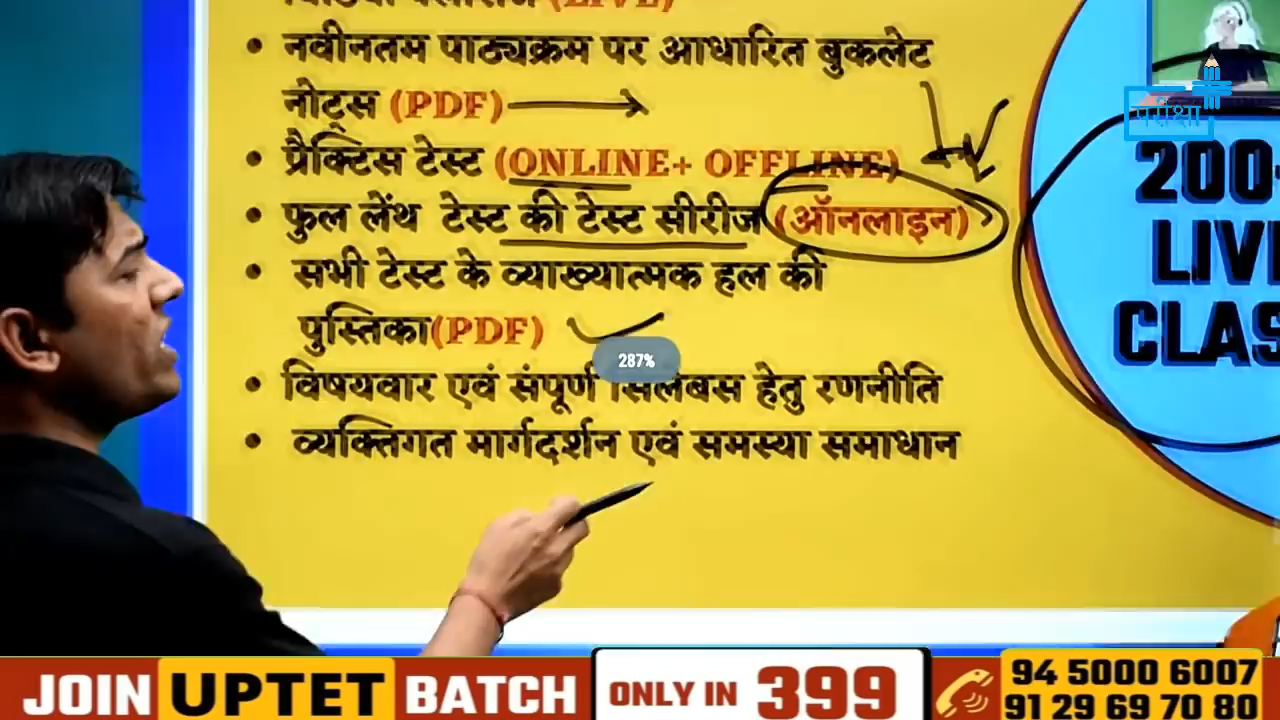 (LIVE)
• नवीनतम पाठ्यक्रम पर आधारित बुकलेट
नोट्स (PDF)
• प्रैक्टिस टेस्ट (ONLINE+ OFFLINE)
• फुल लेंथ टेस्ट की टेस्ट सीरीज (ऑनलाइन)
• सभी टेस्ट के व्याख्यात्मक हल की
पुस्तिका(PDF)
287%
• विषयवार एवं संपूर्ण सिलेबस हेतु रणनीति
• व्यक्तिगत मार्गदर्शन एवं समस्या समाधान
परीक्षा
200
LIV
CLAS
JOIN UPTET BATCH
ONLY IN 399
94 5000 6007
91 29 69 70 80